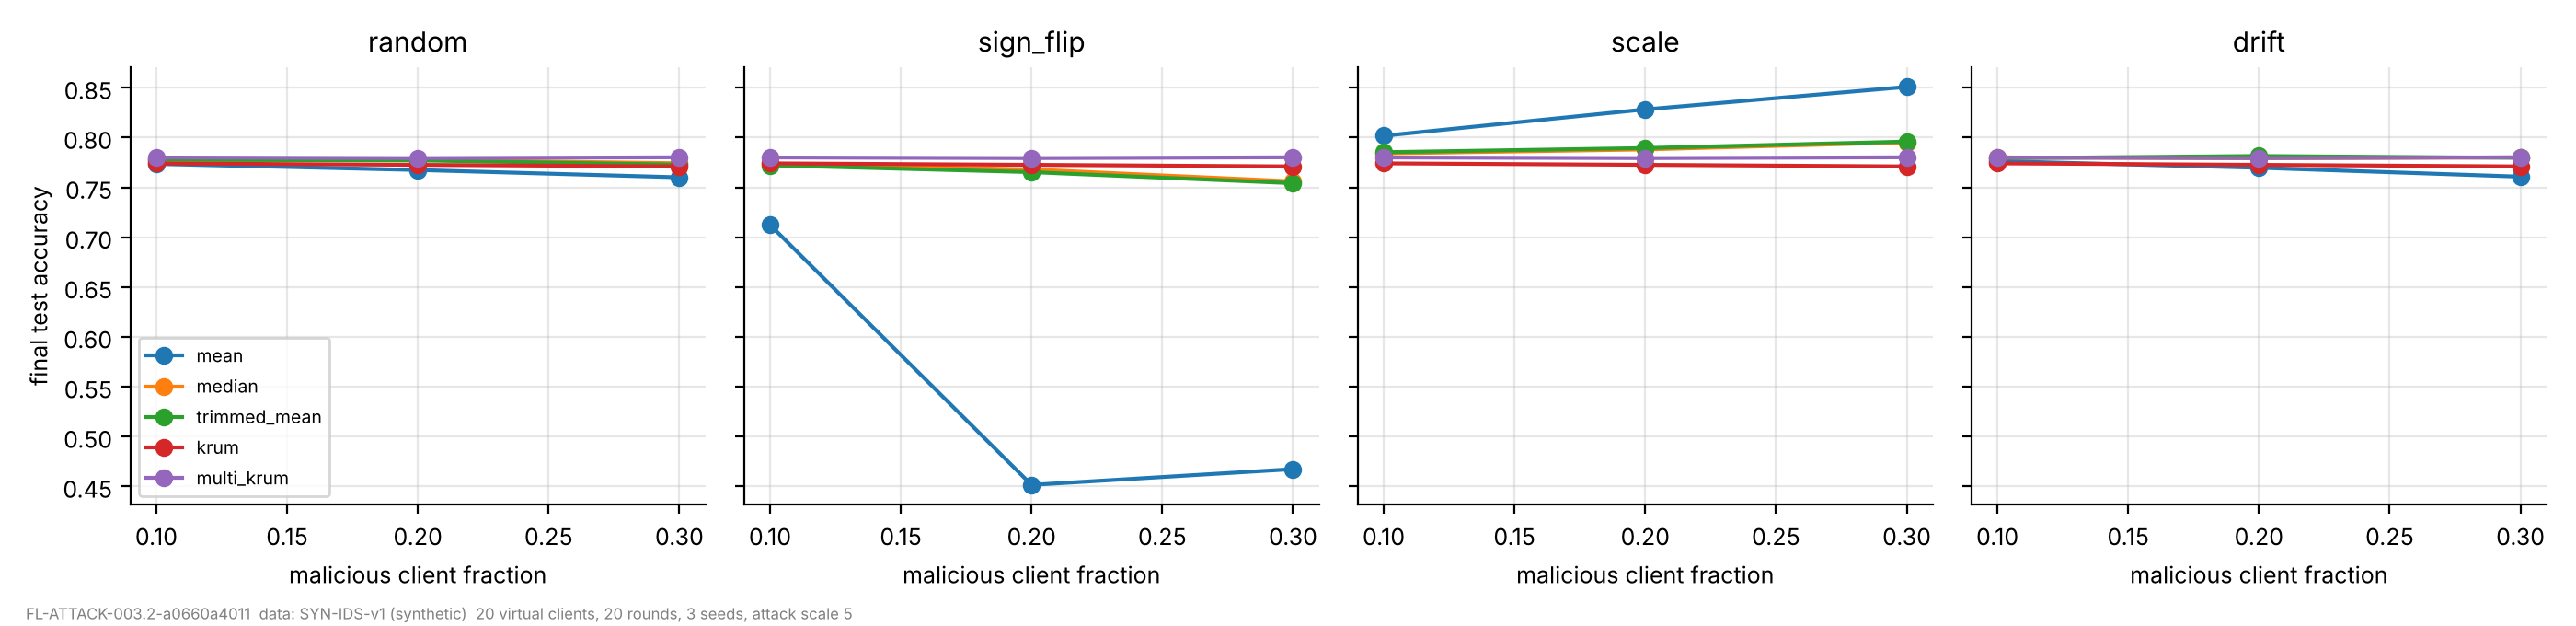 random
sign_flip
scale
drift
final test accuracy
0.85
0.80
0.75
0.70
0.65
0.60
0.55
0.50
0.45
mean
median
trimmed_mean
krum
multi_krum
0.10 0.15 0.20 0.25 0.30
0.10 0.15 0.20 0.25 0.30
0.10 0.15 0.20 0.25 0.30
0.10 0.15 0.20 0.25 0.30
malicious client fraction
malicious client fraction
malicious client fraction
malicious client fraction
FL-ATTACK-003.2-a0660a4011 data: SYN-IDS-v1 (synthetic) 20 virtual clients, 20 rounds, 3 seeds, attack scale 5